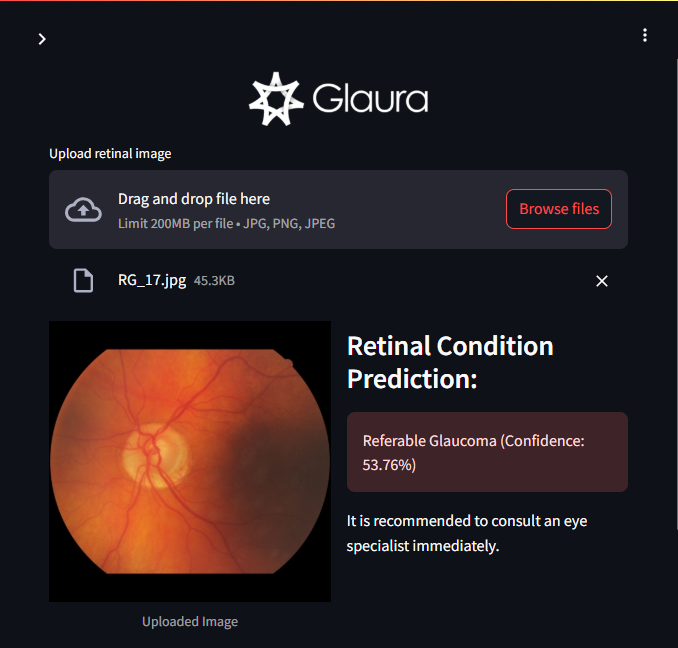 Glaura
Upload retinal image
Drag and drop file here
Limit 200MB per file • JPG, PNG, JPEG
Browse files
RG_17.jpg 45.3KB
Retinal Condition
Prediction:
Referable Glaucoma (Confidence:
53.76%)
It is recommended to consult an eye
specialist immediately.
Uploaded Image